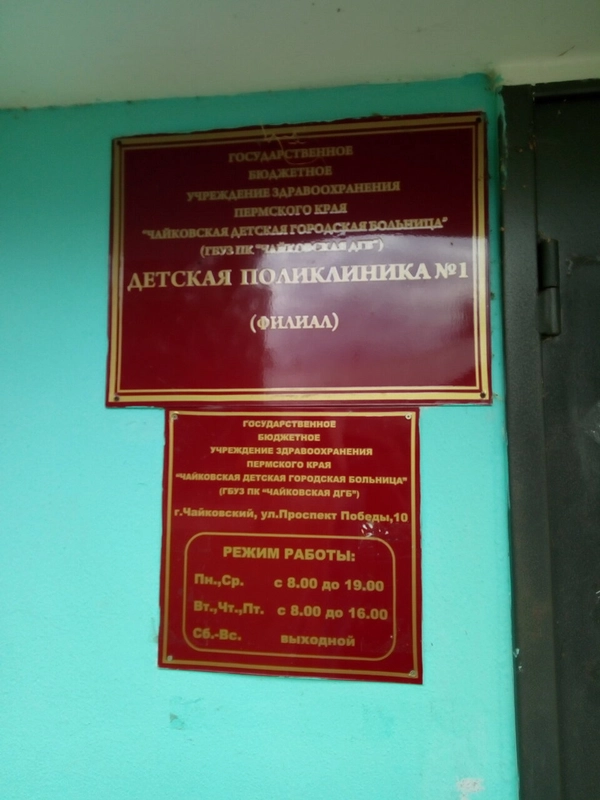 ГОСУДАРСТВЕННОЕ
БЮДЖЕТНОЕ
УЧРЕЖДЕНИЕ ЗДРАВООХРАНЕНИЯ
ПЕРМСКОГО КРАЯ
"ЧАЙКОВСКАЯ ДЕТСКАЯ ГОРОДСКАЯ БОЛЬНИЦА"
(ГБУЗ ПК "ЧАЙКОВСКАЯ ДГБ")
ДЕТСКАЯ ПОЛИКЛИНИКА №1
(ФИЛИАЛ)
ГОСУДАРСТВЕННОЕ
БЮДЖЕТНОЕ
УЧРЕЖДЕНИЕ ЗДРАВООХРАНЕНИЯ
ПЕРМСКОГО КРАЯ
"ЧАЙКОВСКАЯ ДЕТСКАЯ ГОРОДСКАЯ БОЛЬНИЦА"
(ГБУЗ ПК "ЧАЙКОВСКАЯ ДГБ")
г.Чайковский, ул.Проспект Победы,10
РЕЖИМ РАБОТЫ:
Пн.,Ср. с 8.00 до 19.00
Вт.,Чт.,Пт. с 8.00 до 16.00
Сб.-Вс. выходной